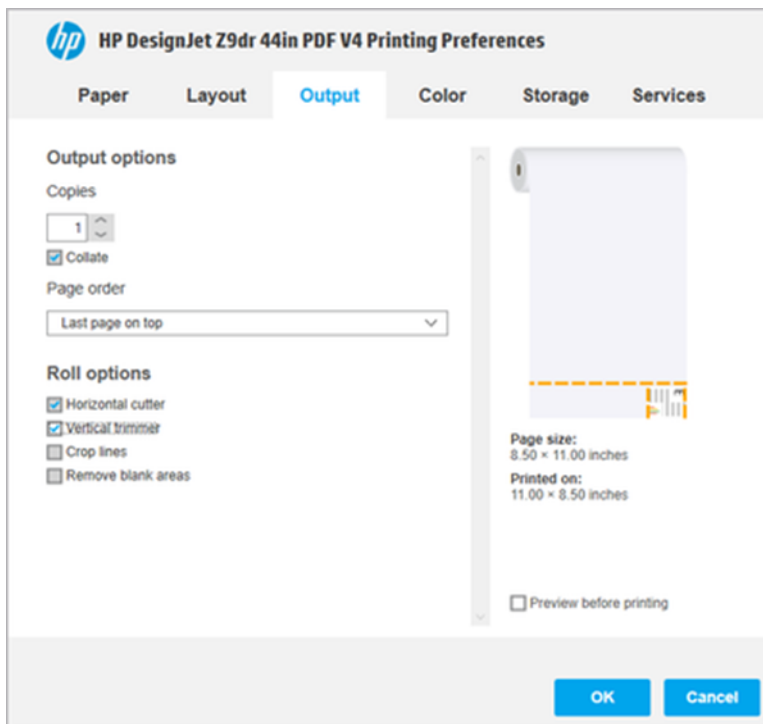 hp HP DesignJet Z9dr 44in PDF V4 Printing Preferences
Paper Layout Output Color Storage Services
Output options
Copies
1
Collate
Page order
Last page on top
Roll options
Horizontal cutter
Vertical trimmer
Crop lines
Remove blank areas
Page size:
8.50 × 11.00 inches
Printed on:
11.00 × 8.50 inches
Preview before printing
OK Cancel